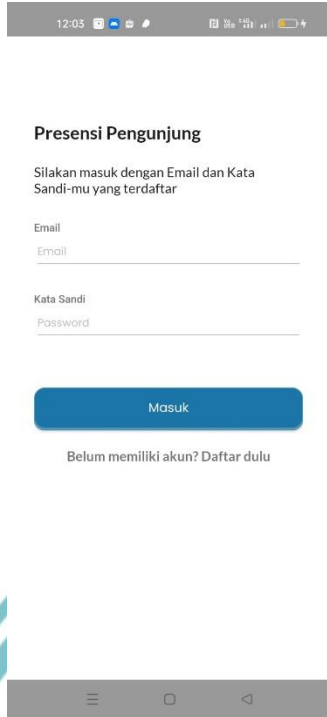 12:03
Presensi Pengunjung
Silakan masuk dengan Email dan Kata
Sandi-mu yang terdaftar
Email
Email
Kata Sandi
Password
Masuk
Belum memiliki akun? Daftar dulu